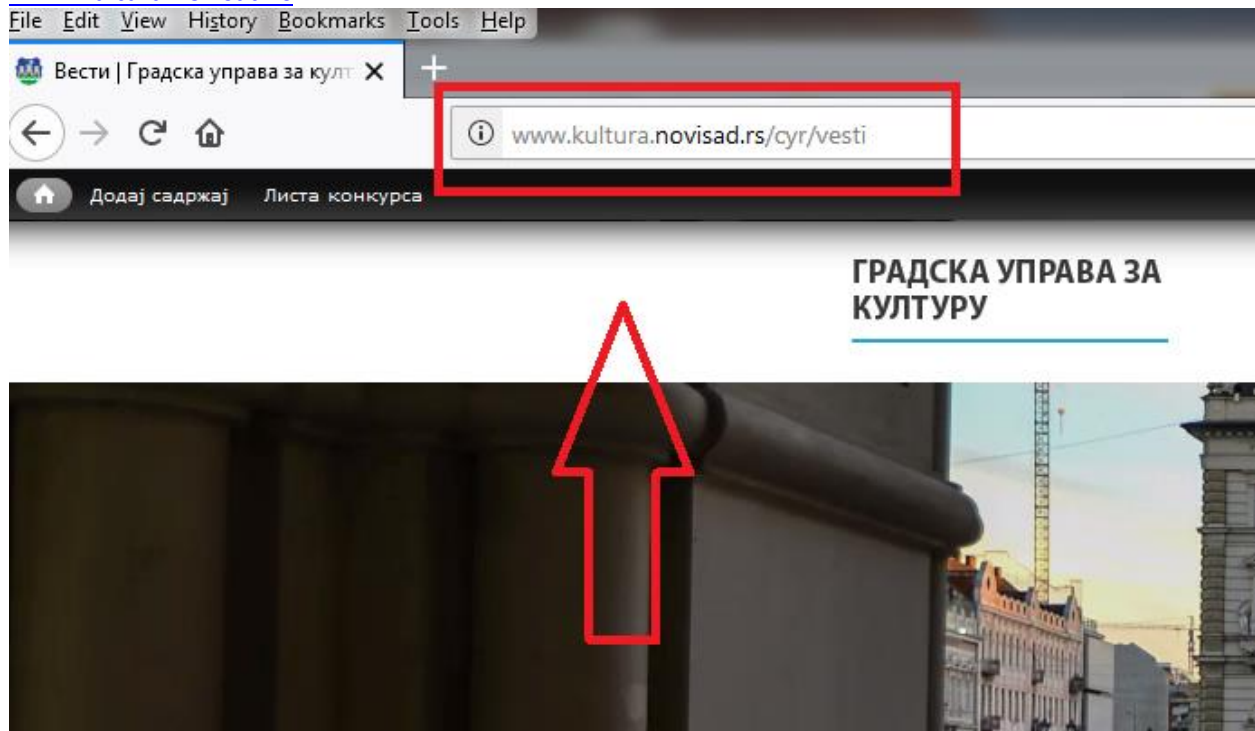 File Edit View History Bookmarks Tools Help
Вести | Градска управа за култ
www.kultura.novisad.rs/cyr/vesti
Додај садржај Листа конкурса
ГРАДСКА УПРАВА ЗА
КУЛТУРУ